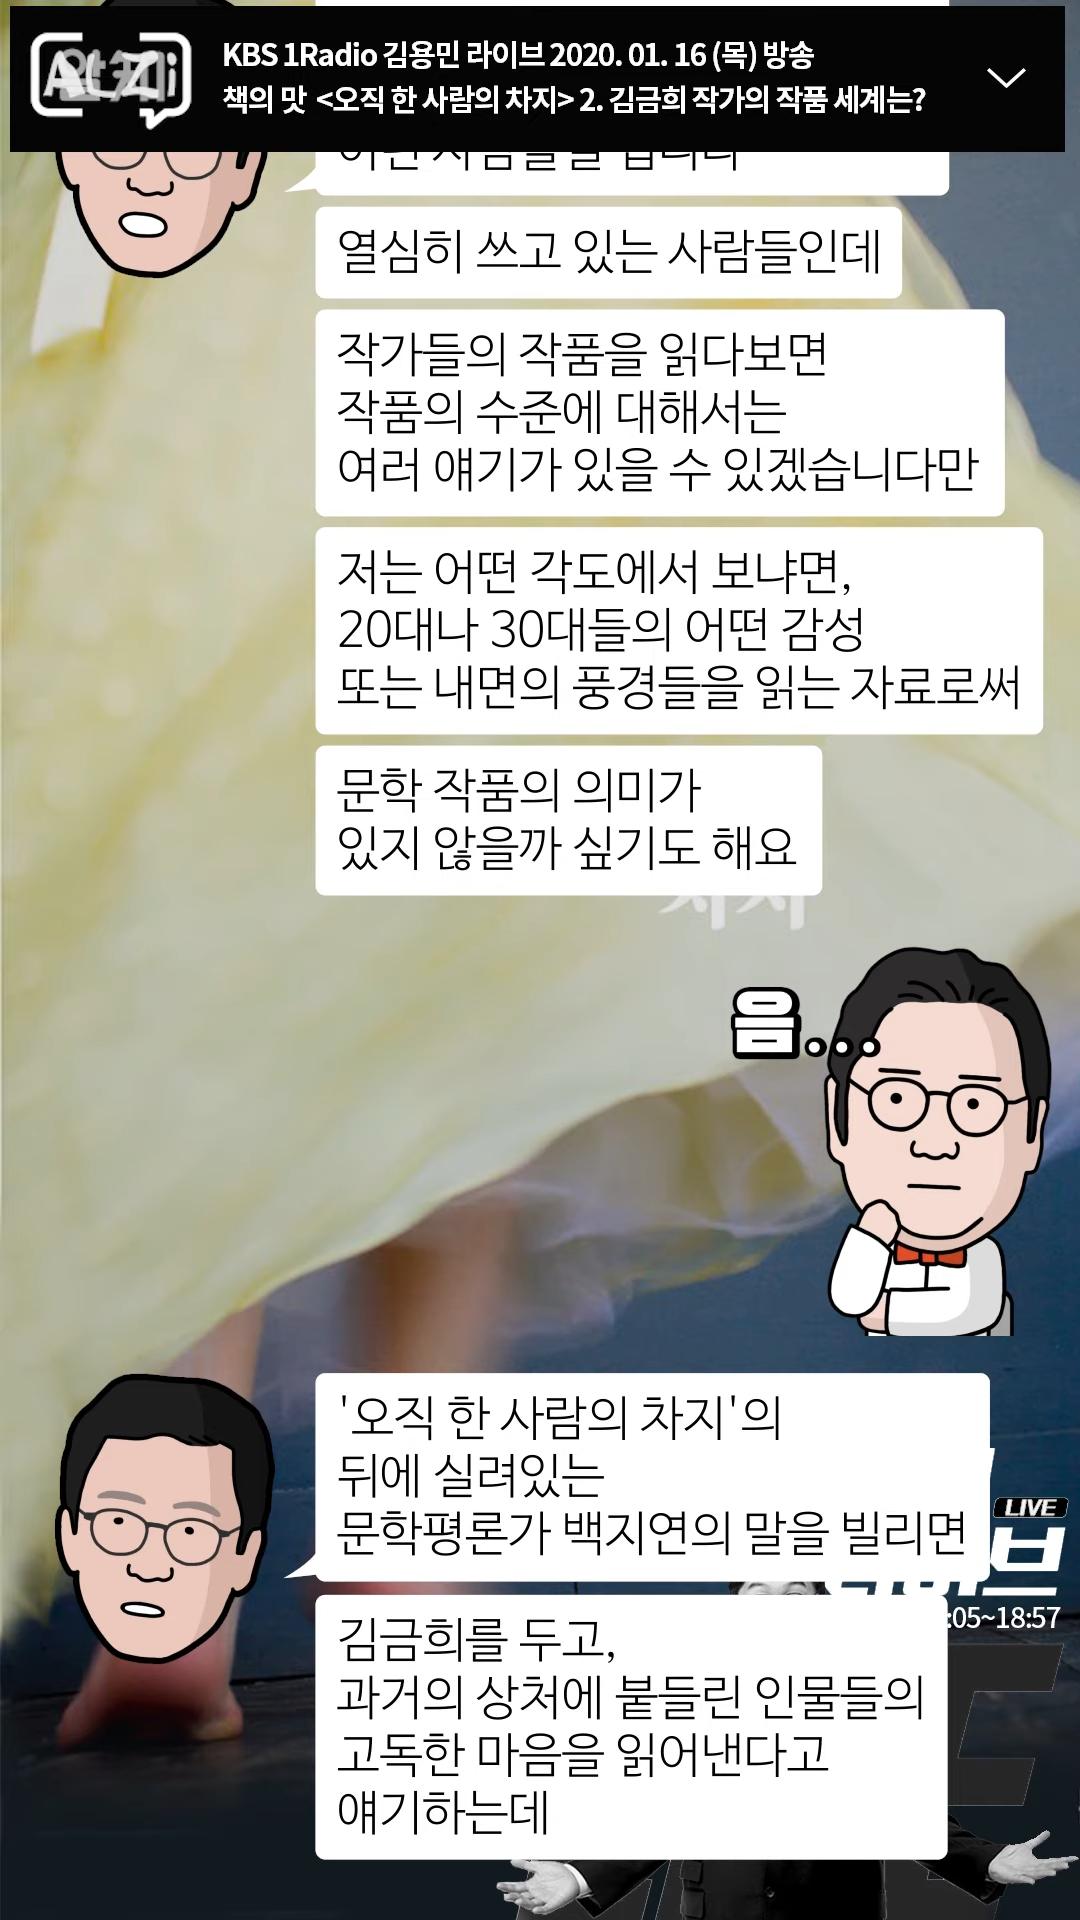 KBS 1Radio 김용민 라이브 2020. 01. 16 (목) 방송
책의 맛 <오직 한 사람의 차지> 2. 김금희 작가의 작품 세계는?
열심히 쓰고 있는 사람들인데
작가들의 작품을 읽다보면
작품의 수준에 대해서는
여러 얘기가 있을 수 있겠습니다만
저는 어떤 각도에서 보냐면,
20대나 30대들의 어떤 감성
또는 내면의 풍경들을 읽는 자료로써
문학 작품의 의미가
있지 않을까 싶기도 해요
차지
음...
'오직 한 사람의 차지'의
뒤에 실려있는
문학평론가 백지연의 말을 빌리면
LIVE
브
:05~18:57
김금희를 두고,
과거의 상처에 붙들린 인물들의
고독한 마음을 읽어낸다고
얘기하는데